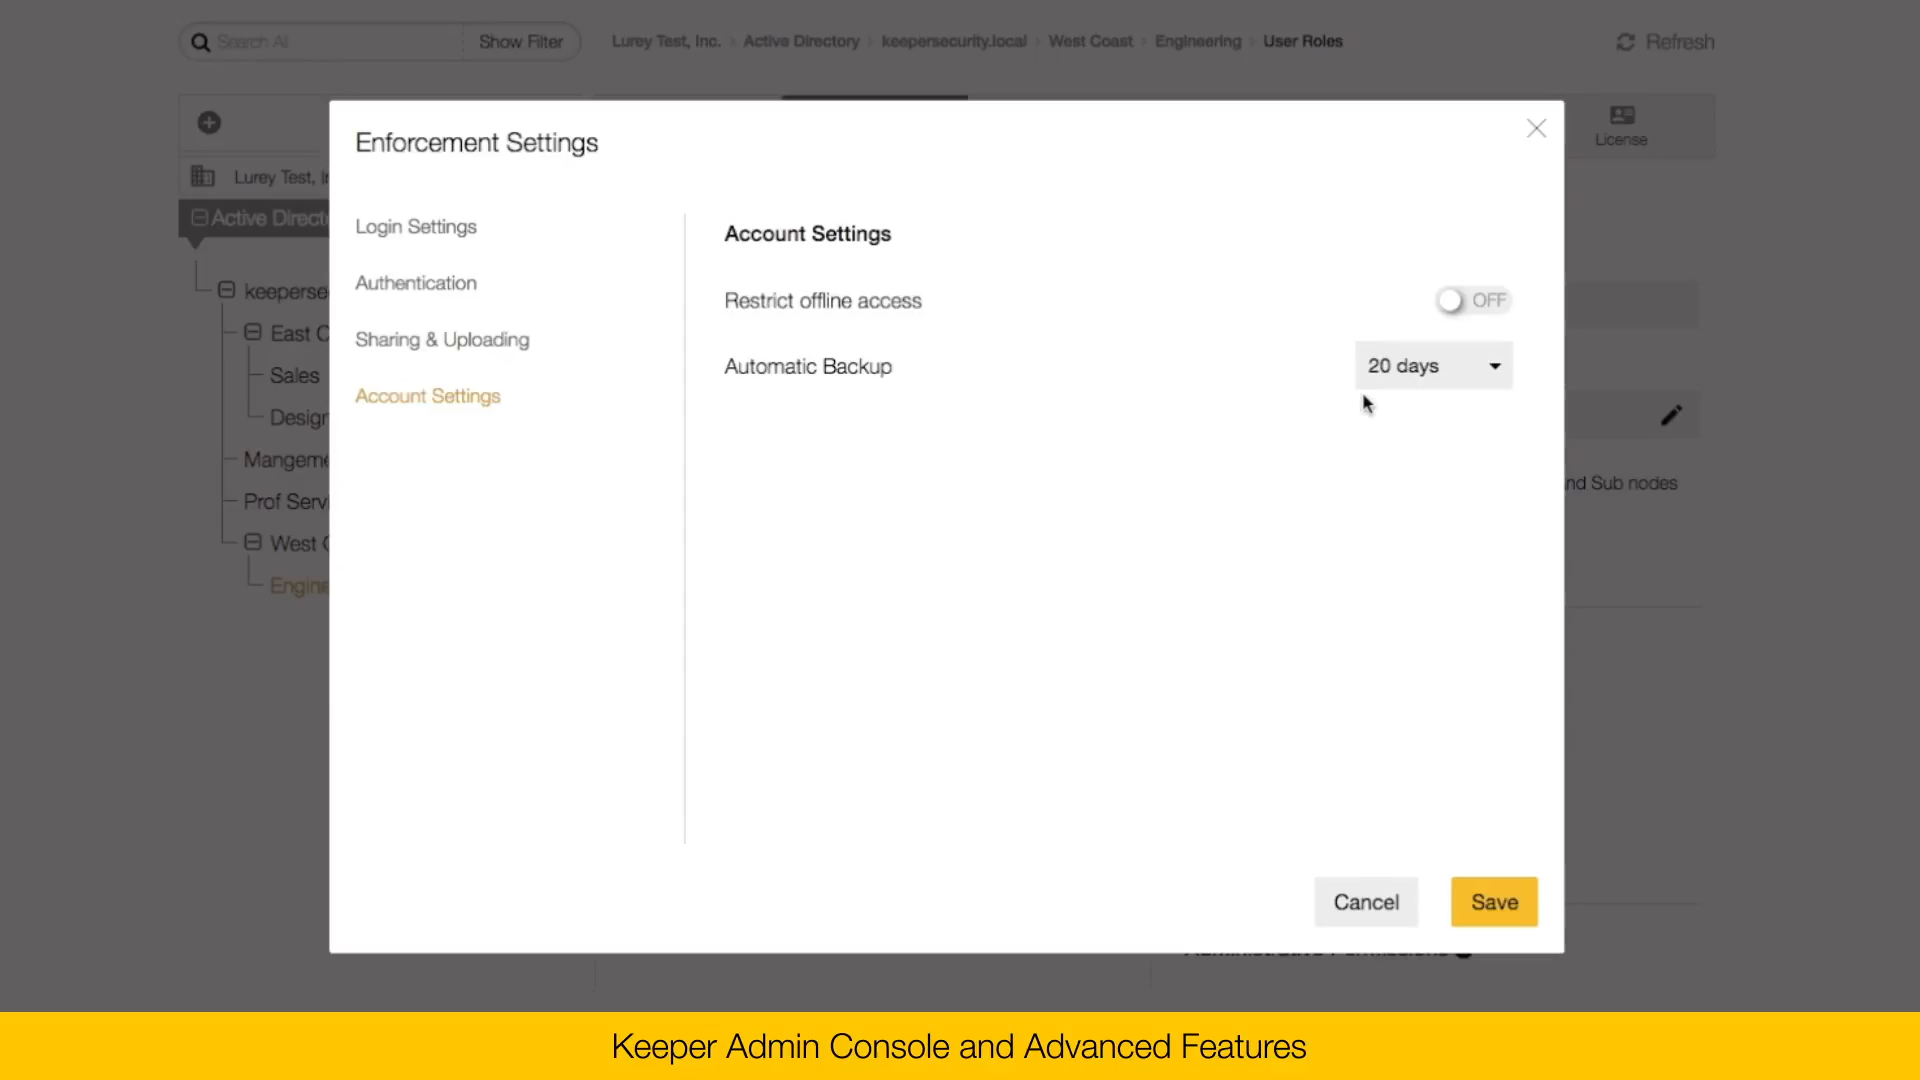 Search All
Show Filter
Lurey Test, Inc. › Active Directory › keepersecurity.local › West Coast › Engineering › User Roles
Refresh
License
Lurey Test, I
Active Direct
keeperse
East C
Sales
Design
Mangeme
Prof Servi
West C
Engine
Enforcement Settings
Login Settings
Authentication
Sharing & Uploading
Account Settings
Account Settings
Restrict offline access
OFF
Automatic Backup
20 days
Cancel
Save
nd Sub nodes
Keeper Admin Console and Advanced Features